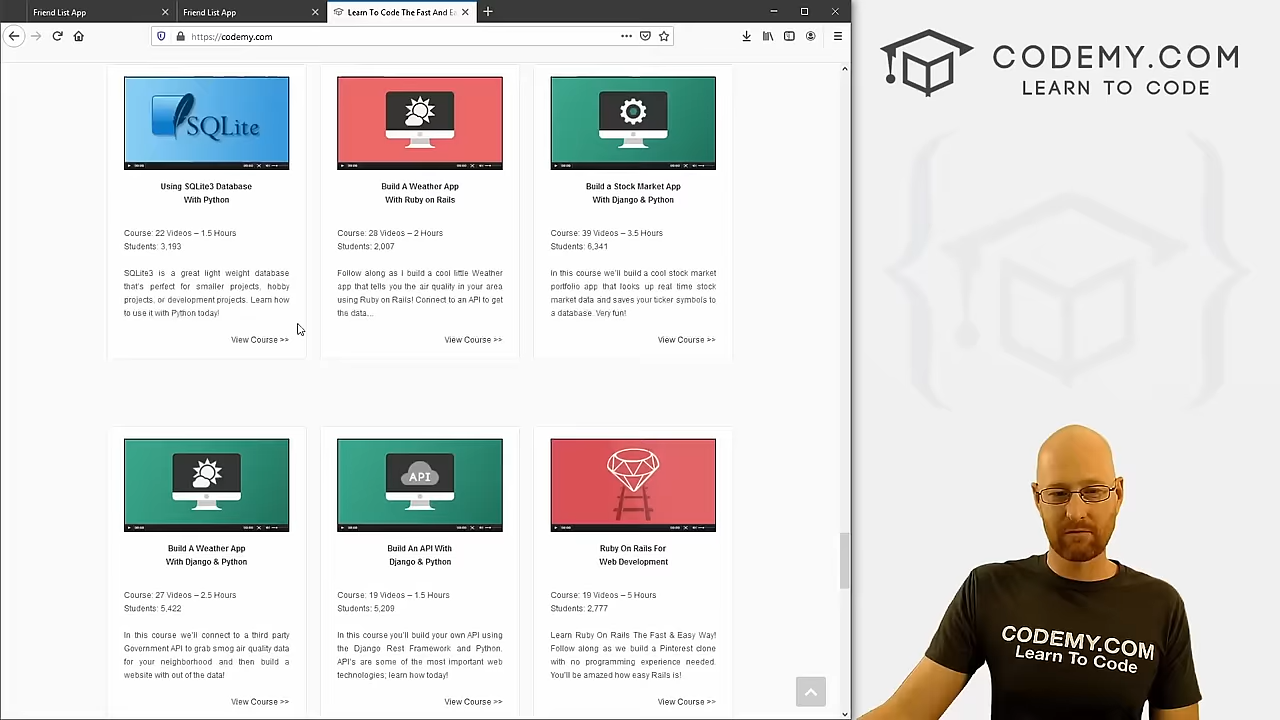 Friend List App
Friend List App
Learn To Code The Fast And Ea
https://codemy.com
CODEMY.COM
LEARN TO CODE
SQLite
Using SQLite3 Database
With Python
Course: 22 Videos – 1.5 Hours
Students: 3,193
SQLite3 is a great light weight database
that's perfect for smaller projects, hobby
projects, or development projects. Learn how
to use it with Python today!
View Course >>
Build A Weather App
With Ruby on Rails
Course: 28 Videos – 2 Hours
Students: 2,007
Follow along as I build a cool little Weather
app that tells you the air quality in your area
using Ruby on Rails! Connect to an API to get
the data...
View Course >>
Build a Stock Market App
With Django & Python
Course: 39 Videos – 3.5 Hours
Students: 6,341
In this course we'll build a cool stock market
portfolio app that looks up real time stock
market data and saves your ticker symbols to
a database. Very fun!
View Course >>
Build A Weather App
With Django & Python
Course: 27 Videos – 2.5 Hours
Students: 5,422
In this course we'll connect to a third party
Government API to grab smog air quality data
for your neighborhood and then build a
website with out of the data!
View Course >>
API
Build An API With
Django & Python
Course: 19 Videos – 1.5 Hours
Students: 5,209
In this course you'll build your own API using
the Django Rest Framework and Python.
API's are some of the most important web
technologies, learn how today!
View Course >>
Ruby On Rails For
Web Development
Course: 19 Videos – 5 Hours
Students: 2,777
Learn Ruby On Rails The Fast & Easy Way!
Follow along as we build a Pinterest clone
with no programming experience needed.
You'll be amazed how easy Rails is!
View Course >>
CODEMY.COM
Learn To Code